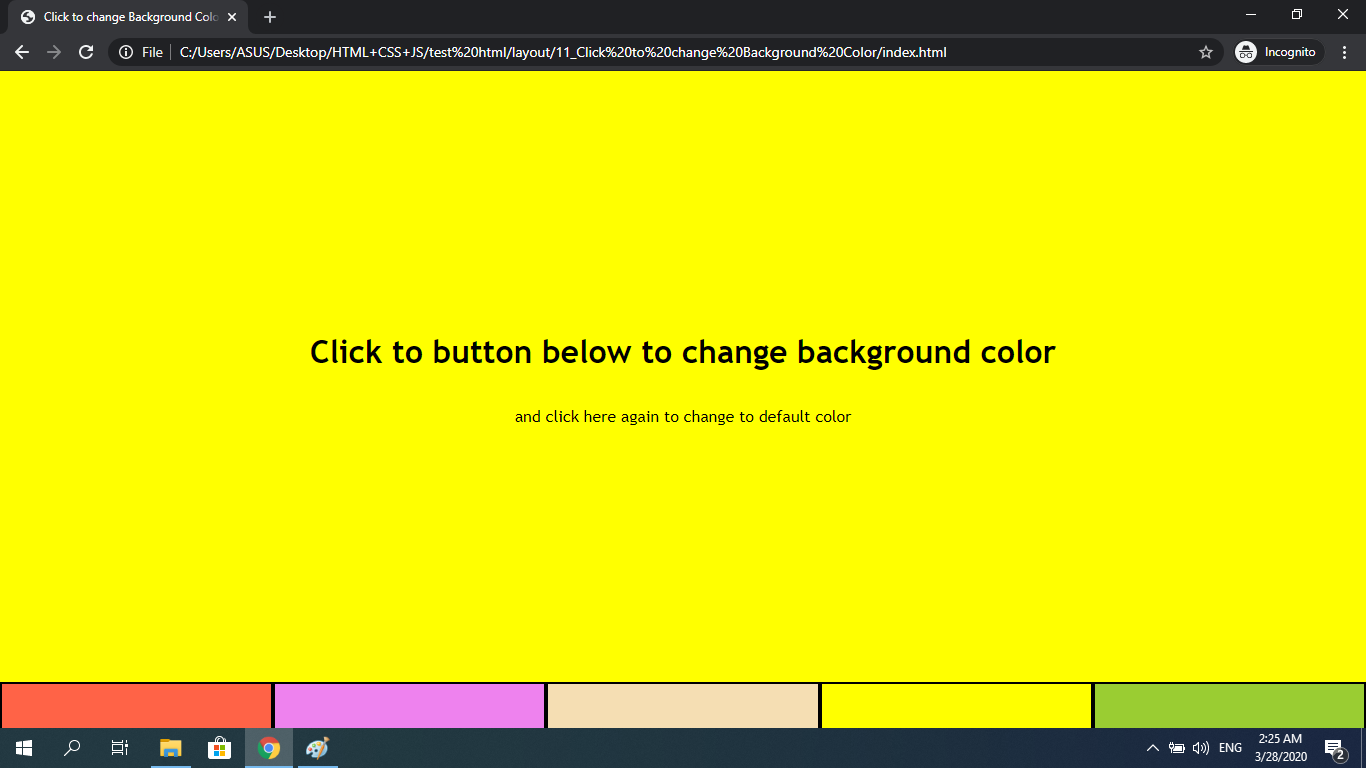 Click to change Background Colo
File
C:/Users/ASUS/Desktop/HTML+CSS+JS/test%20html/layout/11_Click%20to%20change%20Background%20Color/index.html
Incognito
Click to button below to change background color
and click here again to change to default color
ENG
2:25 AM
3/28/2020
2